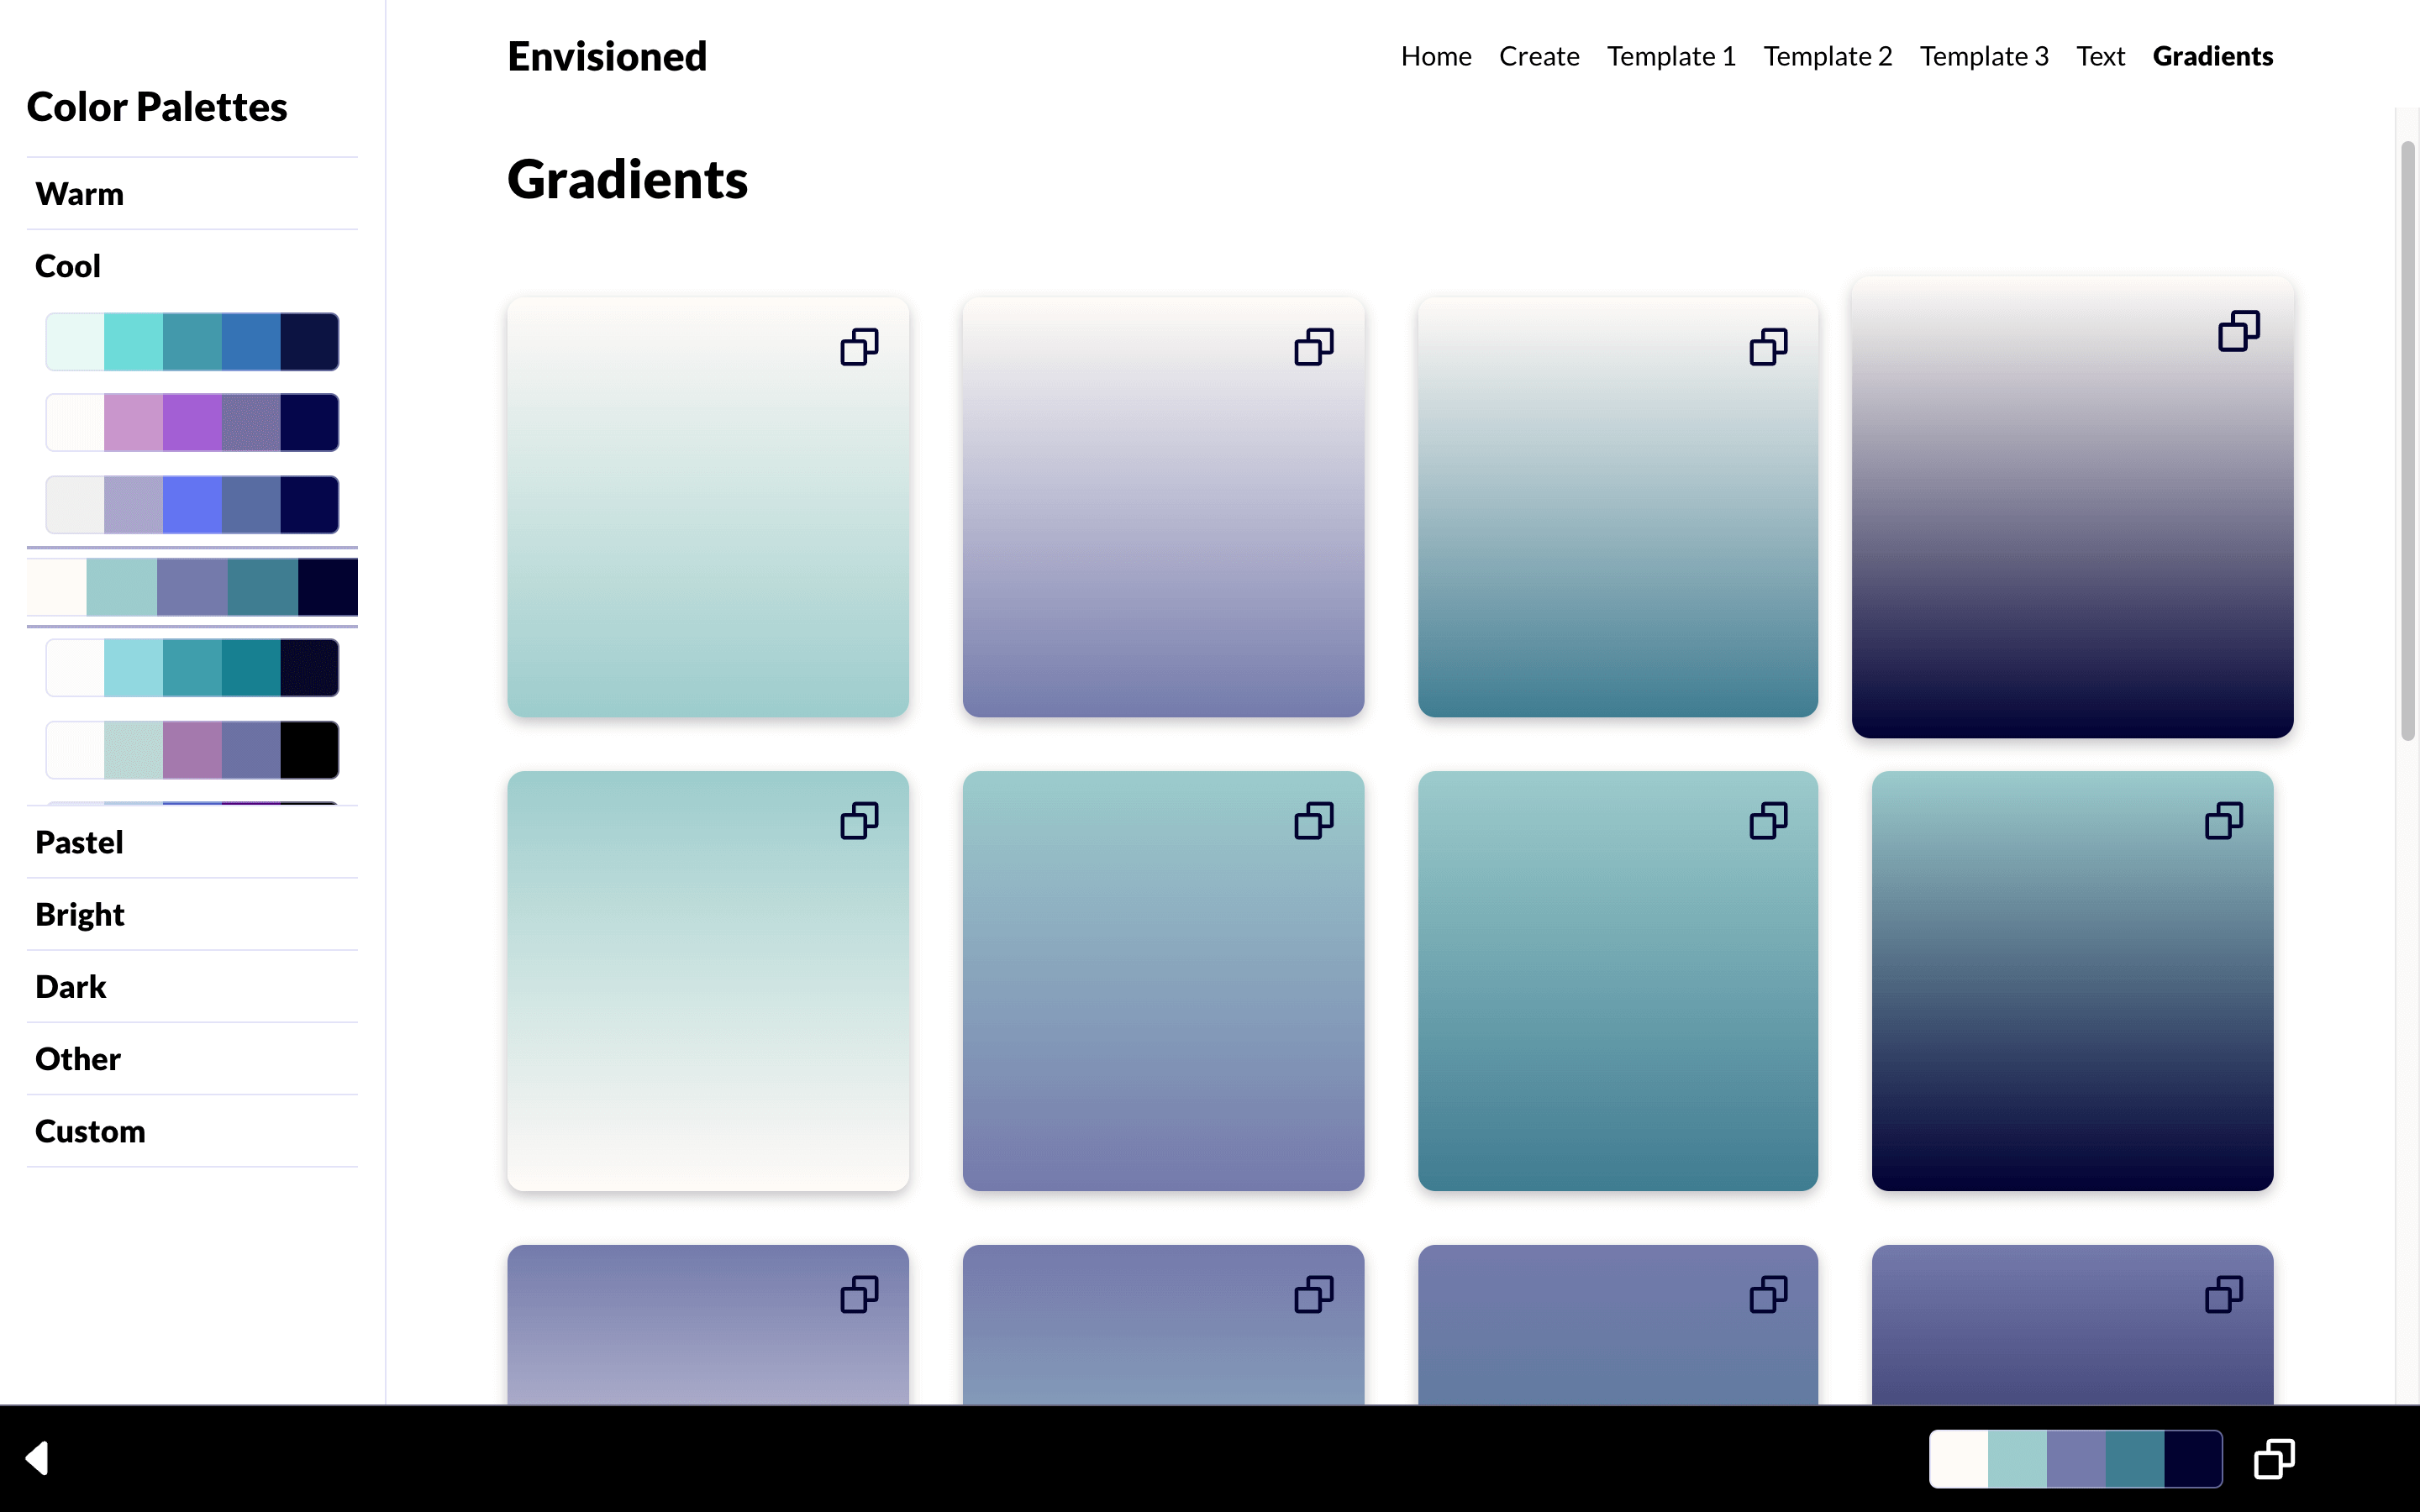 Color Palettes
Warm
Cool
Pastel
Bright
Dark
Other
Custom
Envisioned
Home Create Template 1 Template 2 Template 3 Text Gradients
Gradients